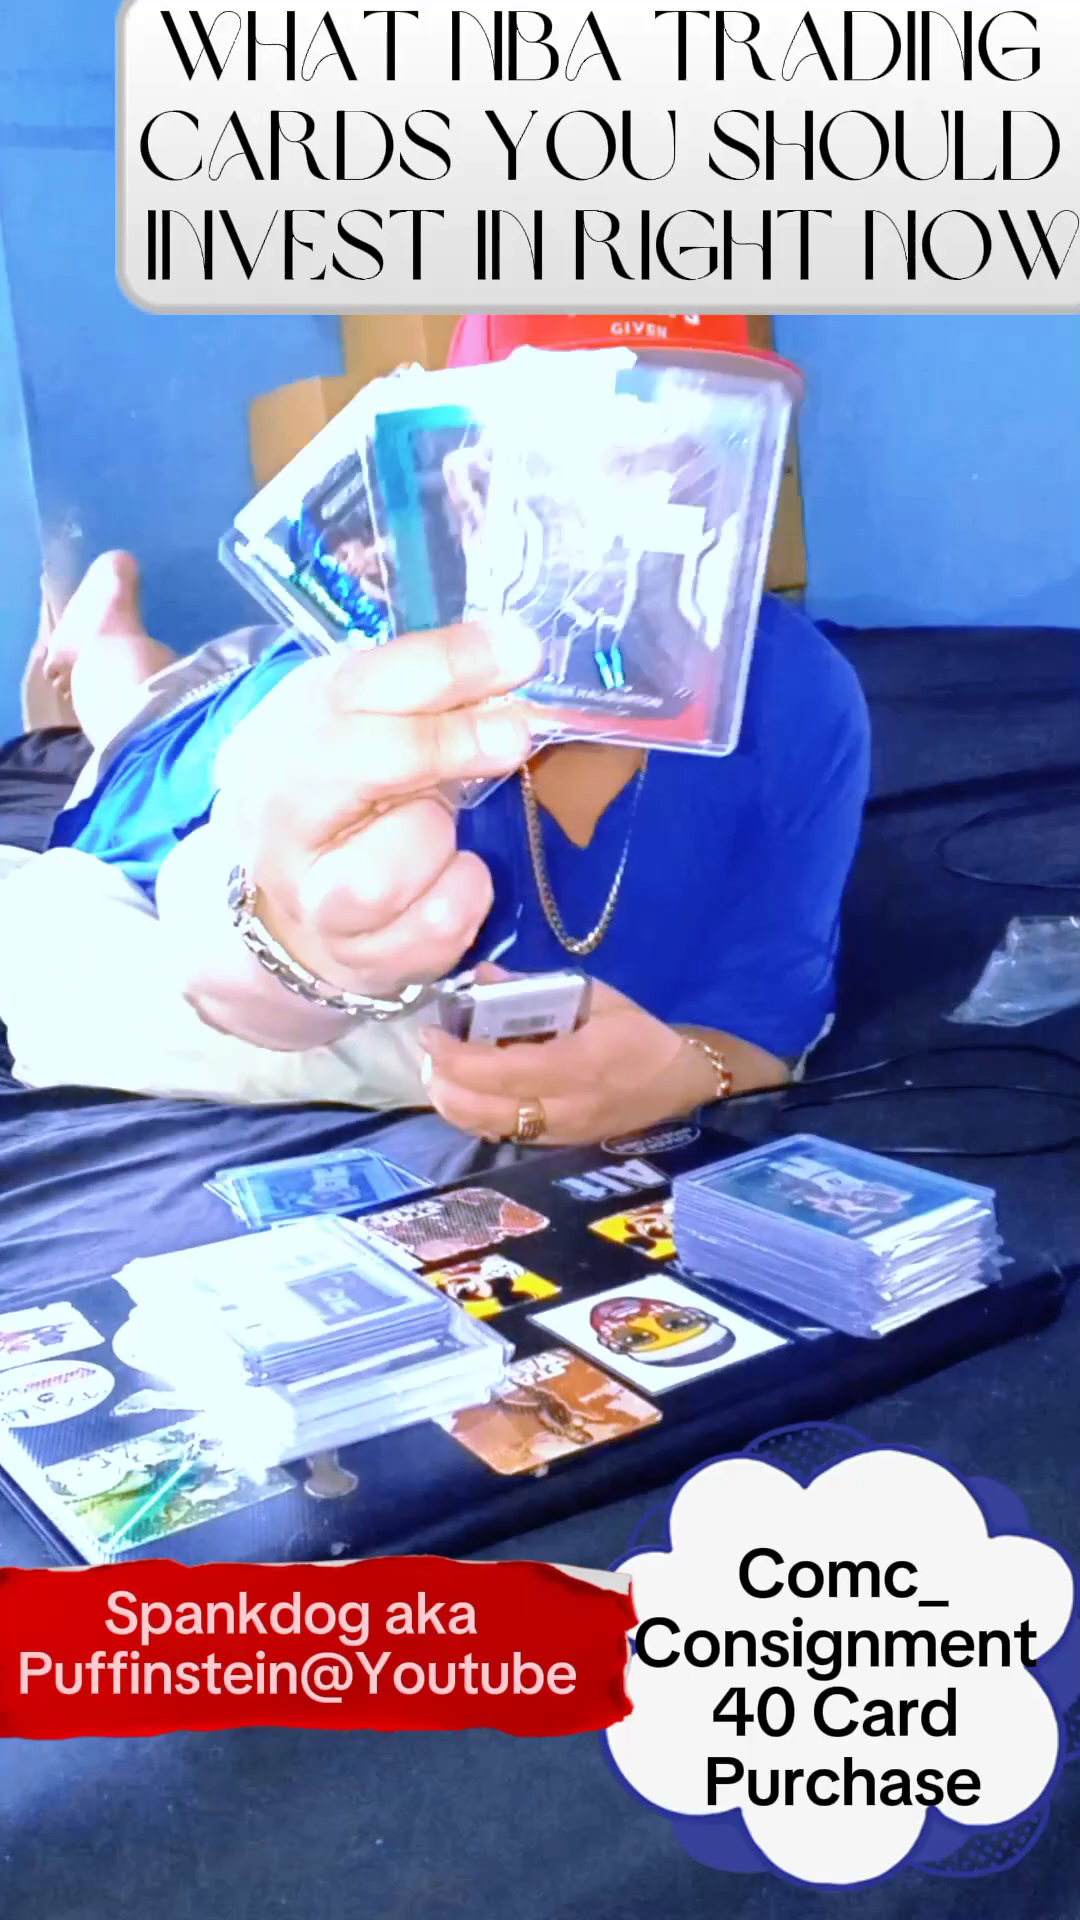 WHAT NBA TRADING
CARDS YOU SHOULD
INVEST IN RIGHT NOW
GIVEN
Spankdog aka
Puffinstein@Youtube
Comc_
Consignment
40 Card
Purchase